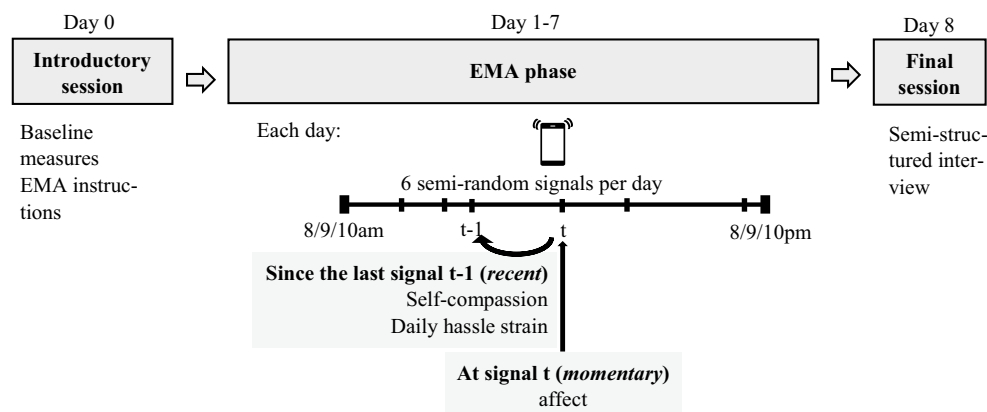 Day 0
Introductory
session
Baseline
measures
EMA instruc-
tions
Day 1-7
EMA phase
Each day:
6 semi-random signals per day
8/9/10am
t-1
t
8/9/10pm
Since the last signal t-1 (recent)
Self-compassion
Daily hassle strain
At signal t (momentary)
affect
Day 8
Final
session
Semi-struc-
tured inter-
view